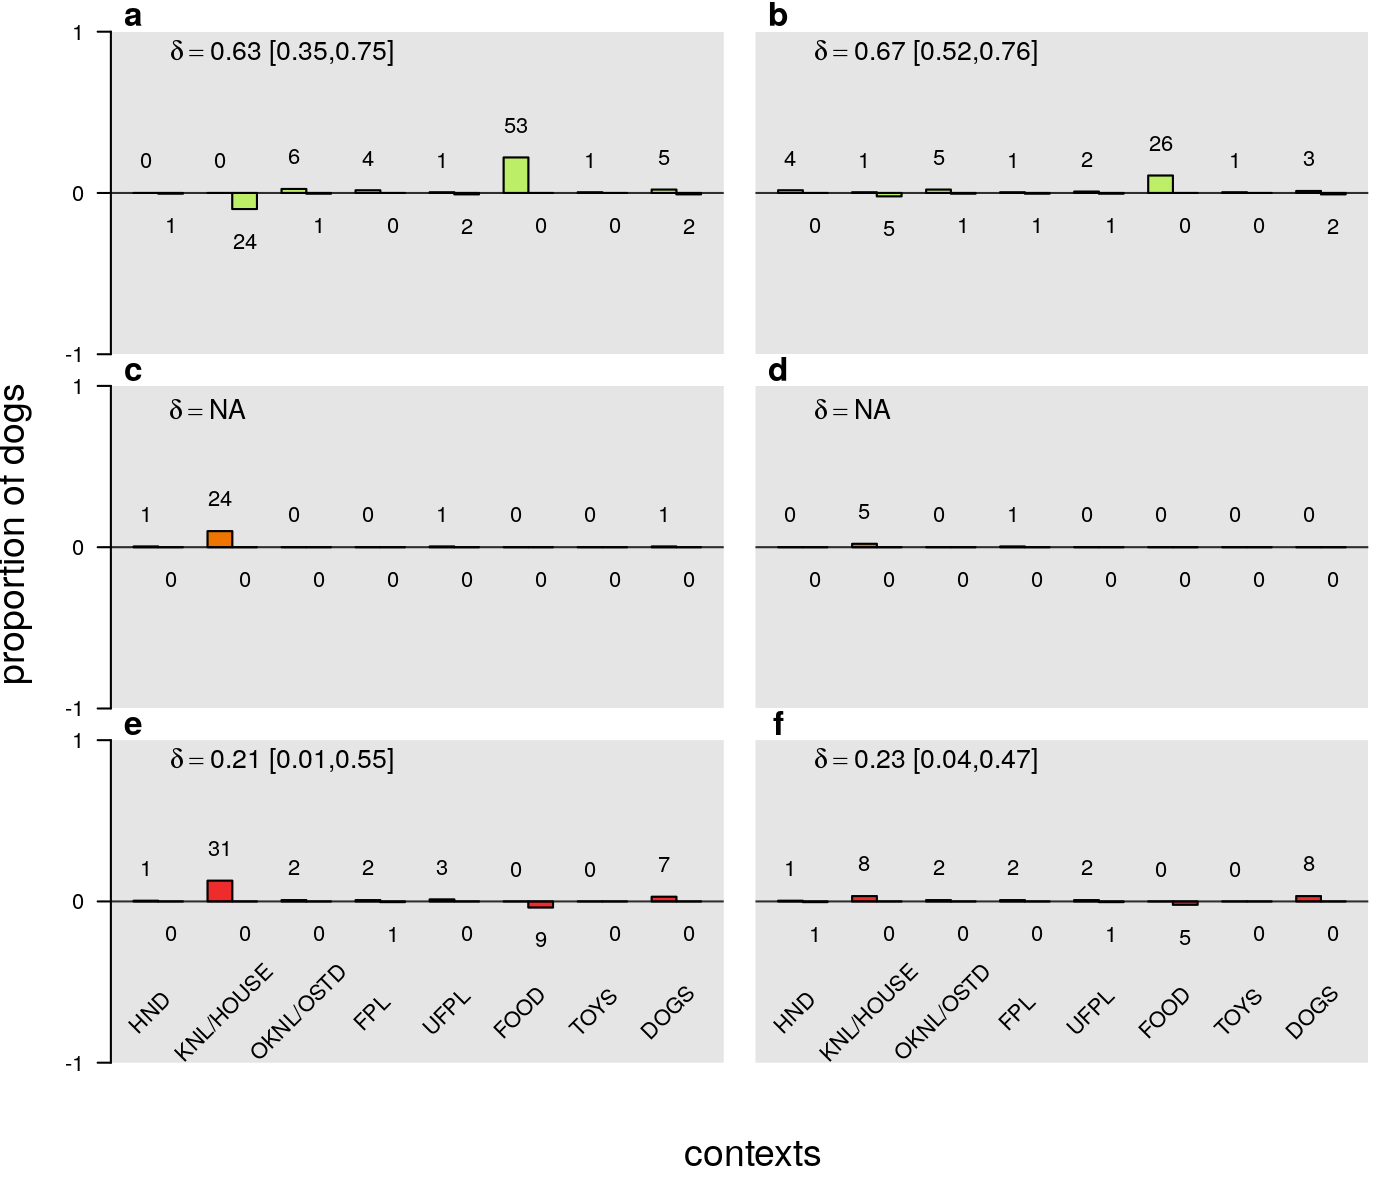 a
δ = 0.63 [0.35,0.75]
1
0
-1
0 0 6 4 1 53 1 5
1 24 1 0 2 0 0 2
b
δ = 0.67 [0.52,0.76]
4 1 5 1 2 26 1 3
0 5 1 1 1 0 0 2
c
δ = NA
1
0
-1
1 24 0 0 1 0 0 1
0 0 0 0 0 0 0 0
d
δ = NA
0 5 0 1 0 0 0 0
0 0 0 0 0 0 0 0
e
δ = 0.21 [0.01,0.55]
1
0
-1
1 31 2 2 3 0 0 7
0 0 0 1 0 9 0 0
HND KNL/HOUSE OKNL/OSTD FPL UFPL FOOD TOYS DOGS
f
δ = 0.23 [0.04,0.47]
1 8 2 2 2 0 0 8
1 0 0 0 1 5 0 0
HND KNL/HOUSE OKNL/OSTD FPL UFPL FOOD TOYS DOGS
proportion of dogs
contexts